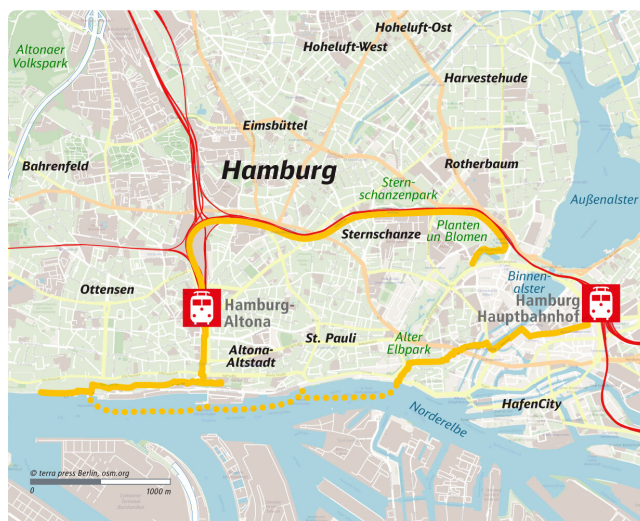 Hoheluft-Ost
Altonaer
Volkspark
Hoheluft-West
Harvestehude
Eimsbüttel
Bahrenfeld
Hamburg
Rotherbaum
Stern-
schanzenpark
Außenalster
Sternschanze
Planten
un Blomen
Binnen-
alster
Ottensen
Hamburg-
Altona
Hamburg
Hauptbahnhof
St. Pauli
Alter
Elbpark
Altona-
Altstadt
HafenCity
Norderelbe
© terra press Berlin, osm.org
0 1000 m